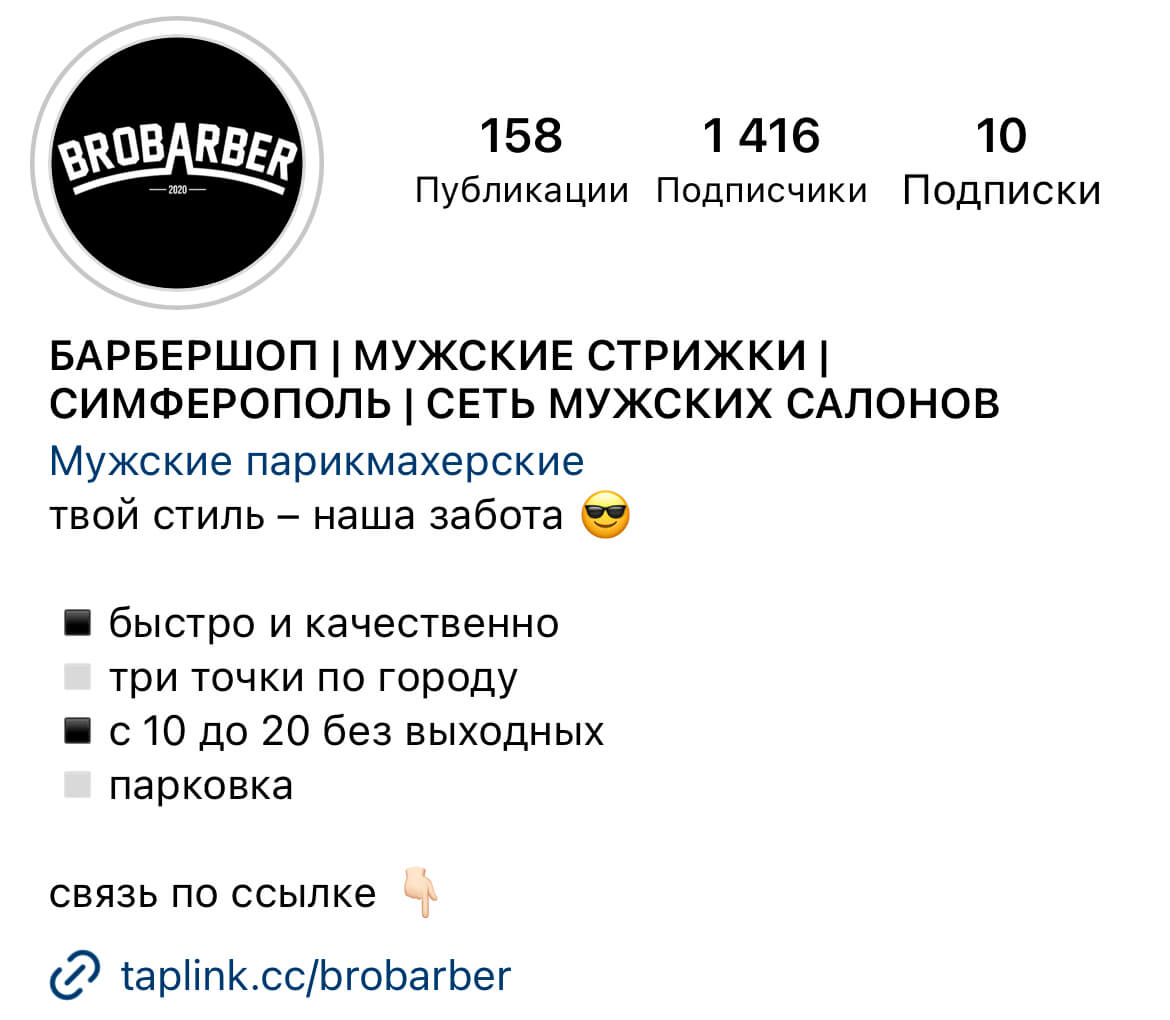 BROBARBER
2020
158 1 416 10
Публикации Подписчики Подписки
БАРБЕРШОП | МУЖСКИЕ СТРИЖКИ |
СИМФЕРОПОЛЬ | СЕТЬ МУЖСКИХ САЛОНОВ
Мужские парикмахерские
твой стиль – наша забота 😎
◾ быстро и качественно
◽ три точки по городу
◾ с 10 до 20 без выходных
◽ парковка
связь по ссылке 👇🏻
taplink.cc/brobarber